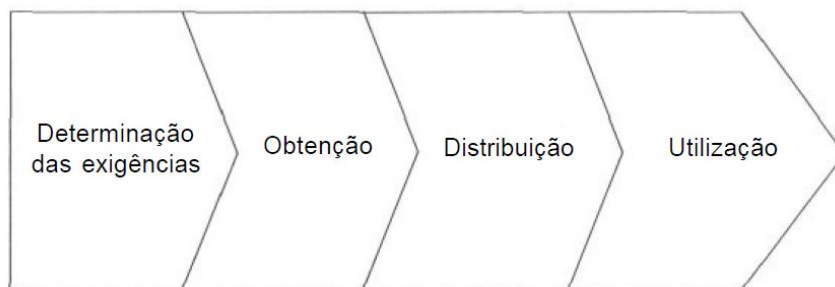 Determinação
das exigências
Obtenção
Distribuição
Utilização